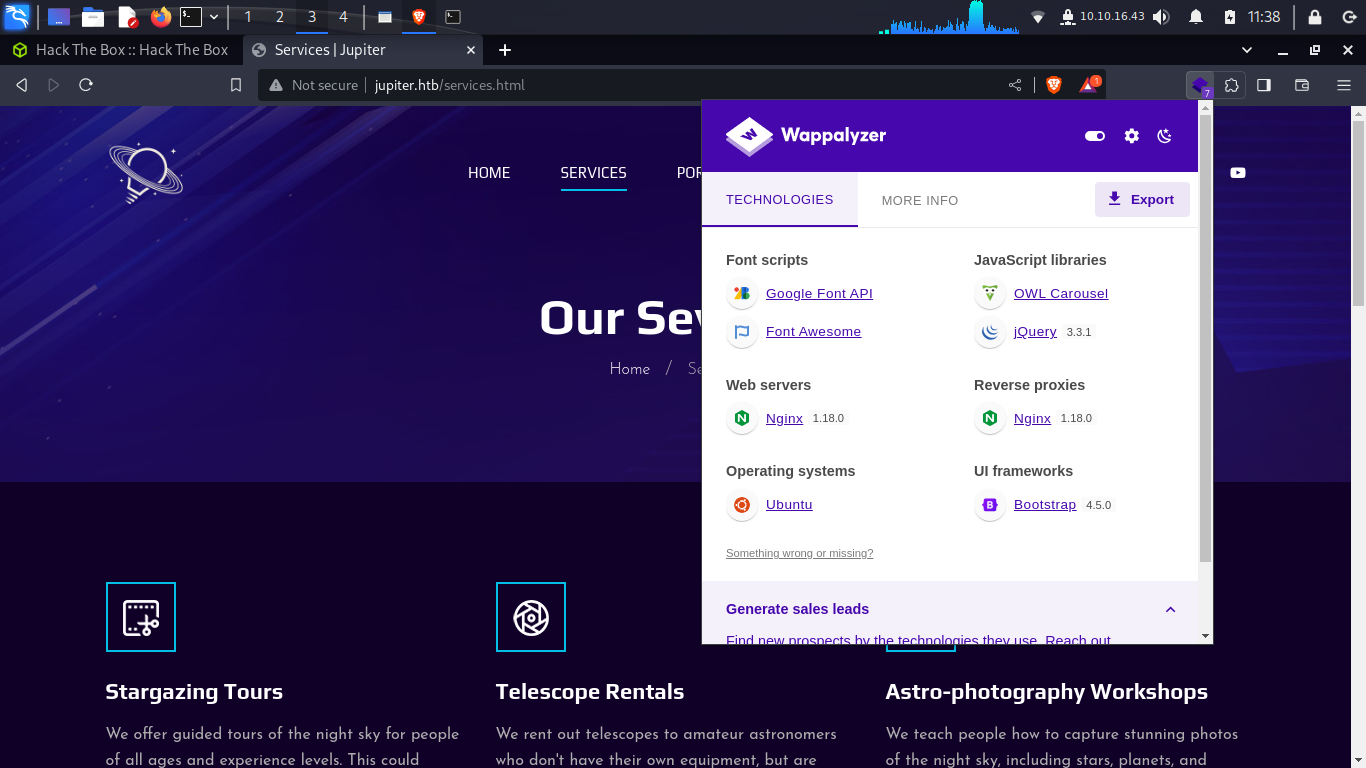 1 2 3 4 10.10.16.43 11:38
Hack The Box :: Hack The Box Services | Jupiter
Not secure jupiter.htb/services.html 1 7
Wappalyzer
HOME SERVICES POR
TECHNOLOGIES MORE INFO Export
Font scripts JavaScript libraries
Google Font API OWL Carousel
Font Awesome jQuery 3.3.1
Our Ser
Home / Se
Web servers Reverse proxies
Nginx 1.18.0 Nginx 1.18.0
Operating systems UI frameworks
Ubuntu Bootstrap 4.5.0
Something wrong or missing?
Generate sales leads
Find new prospects by the technologies they use. Reach out
Stargazing Tours
We offer guided tours of the night sky for people
of all ages and experience levels. This could
Telescope Rentals
We rent out telescopes to amateur astronomers
who don't have their own equipment, but are
Astro-photography Workshops
We teach people how to capture stunning photos
of the night sky, including stars, planets, and